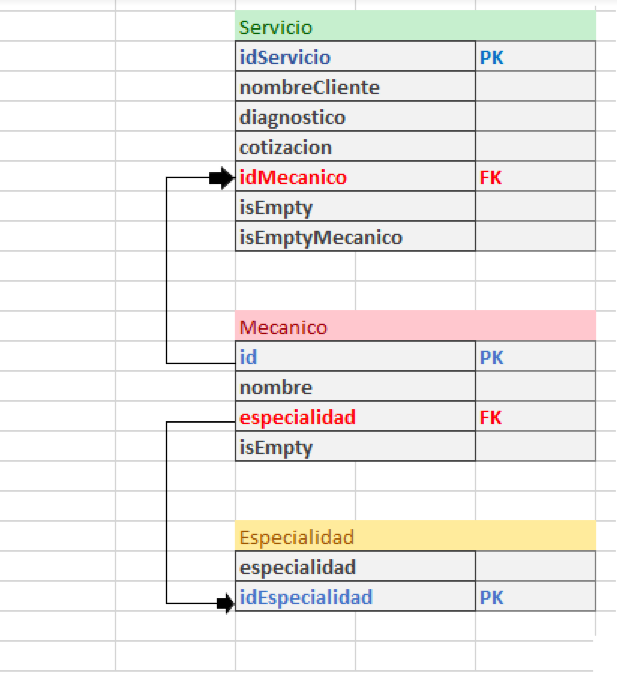 Servicio
idServicio PK
nombreCliente
diagnostico
cotizacion
idMecanico FK
isEmpty
isEmptyMecanico
Mecanico
id PK
nombre
especialidad FK
isEmpty
Especialidad
especialidad
idEspecialidad PK